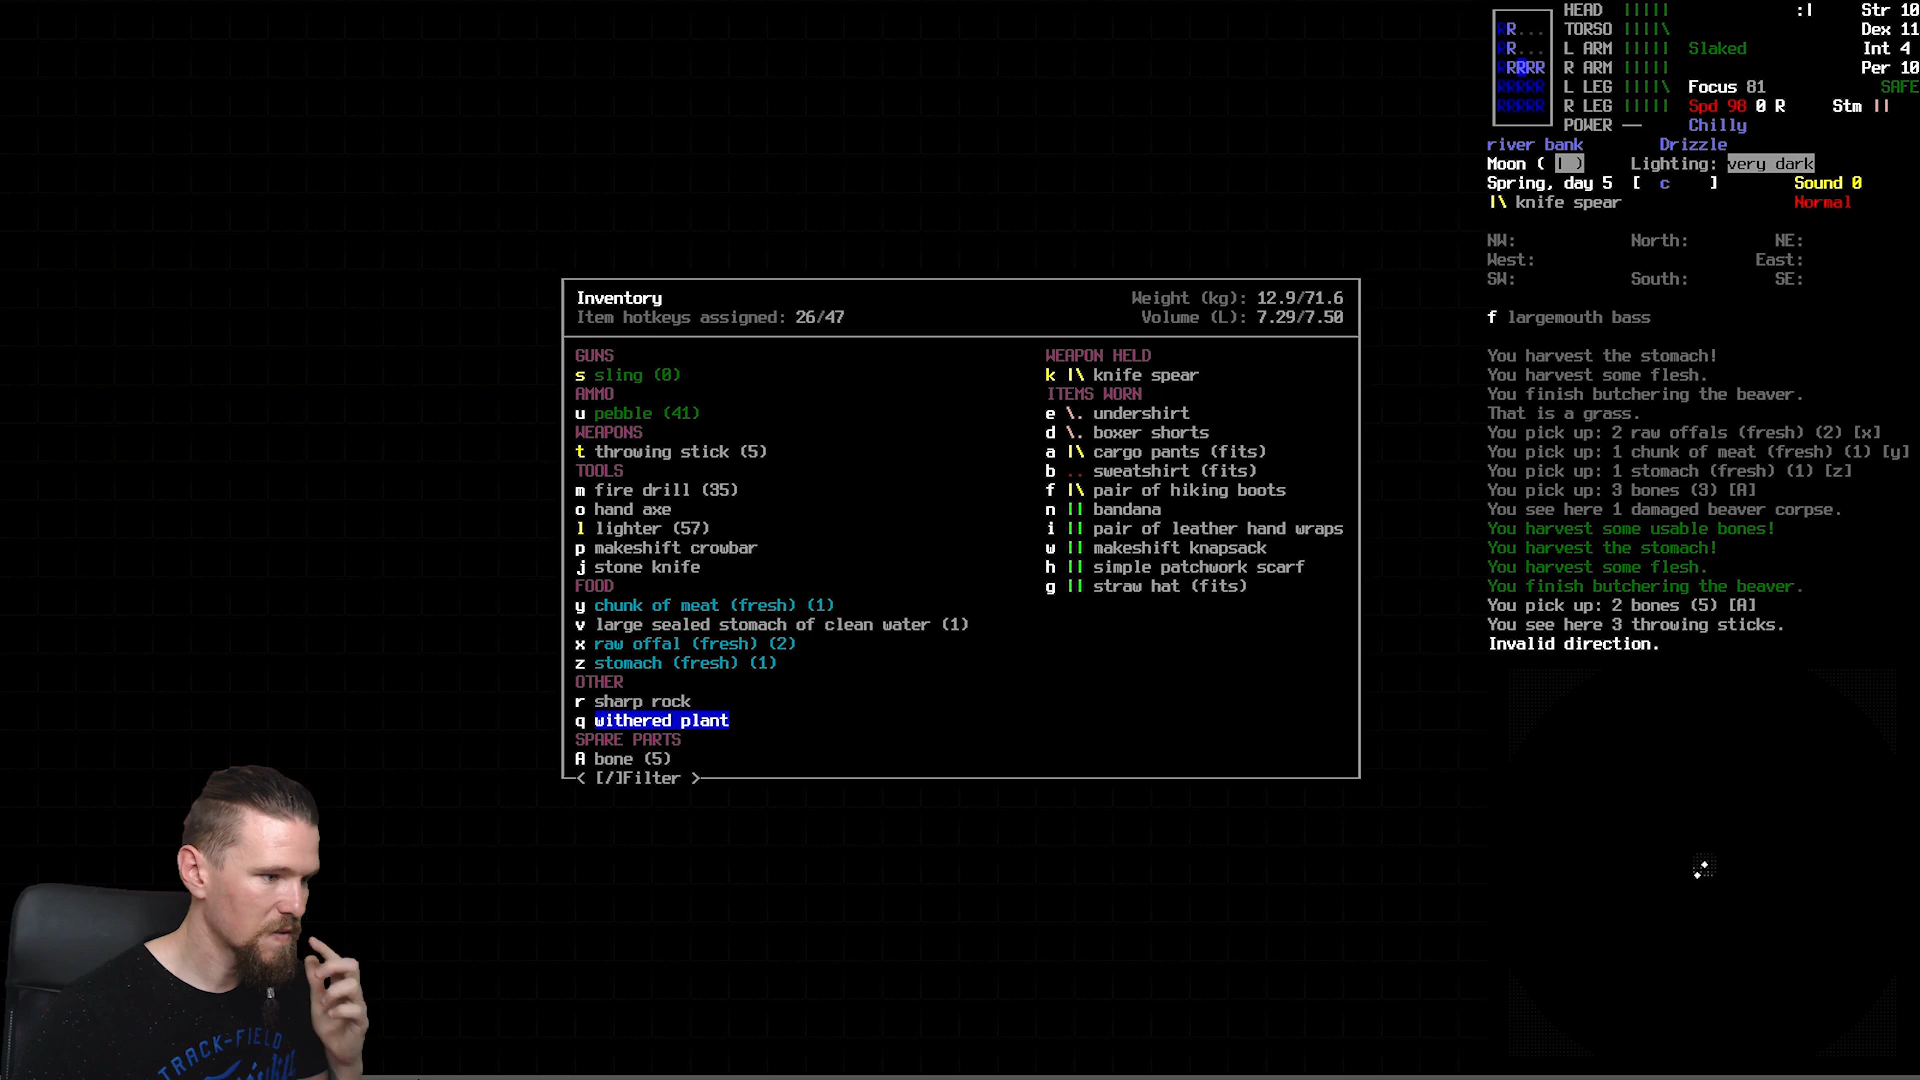 Inventory
Item hotkeys assigned: 26/47
Weight (kg): 12.9/71.6
Volume (L): 7.29/7.50
GUNS
s sling (0)
AMMO
u pebble (41)
WEAPONS
t throwing stick (5)
TOOLS
m fire drill (35)
o hand axe
l lighter (57)
p makeshift crowbar
j stone knife
FOOD
y chunk of meat (fresh) (1)
v large sealed stomach of clean water (1)
x raw offal (fresh) (2)
z stomach (fresh) (1)
OTHER
r sharp rock
q withered plant
SPARE PARTS
A bone (5)
< [/]Filter >
WEAPON HELD
k |\ knife spear
ITEMS WORN
e \. undershirt
d \. boxer shorts
a |\ cargo pants (fits)
b .. sweatshirt (fits)
f |\ pair of hiking boots
n || bandana
i || pair of leather hand wraps
w || makeshift knapsack
h || simple patchwork scarf
g || straw hat (fits)
RR...
RR...
RRRRR
RRRRR
RRRRR
HEAD ||||| :| Str 10
TORSO ||||\ Dex 11
L ARM ||||| Slaked Int 4
R ARM ||||| Per 10
L LEG ||||\ Focus 81 SAFE
R LEG ||||| Spd 98 0 R Stm ||
POWER — Chilly
river bank Drizzle
Moon ( | ) Lighting: very dark
Spring, day 5 [ c ] Sound 0
|\ knife spear Normal
NW: North: NE:
West: East:
SW: South: SE:
f largemouth bass
You harvest the stomach!
You harvest some flesh.
You finish butchering the beaver.
That is a grass.
You pick up: 2 raw offals (fresh) (2) [x]
You pick up: 1 chunk of meat (fresh) (1) [y]
You pick up: 1 stomach (fresh) (1) [z]
You pick up: 3 bones (3) [A]
You see here 1 damaged beaver corpse.
You harvest some usable bones!
You harvest the stomach!
You harvest some flesh.
You finish butchering the beaver.
You pick up: 2 bones (5) [A]
You see here 3 throwing sticks.
Invalid direction.
TRACK-FIELD